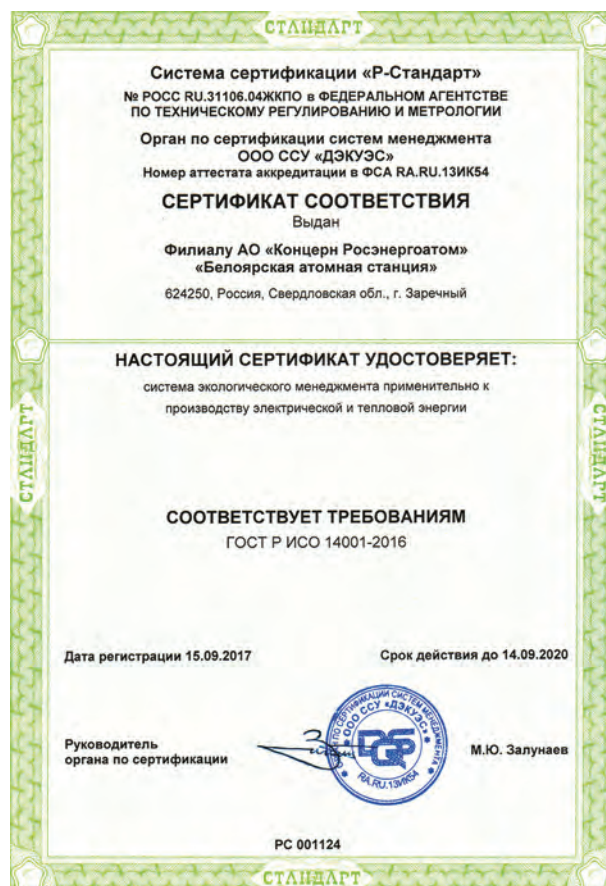 СТАНДАРТ
Система сертификации «Р-Стандарт»
№ РОСС RU.31106.04ЖКПО в ФЕДЕРАЛЬНОМ АГЕНТСТВЕ
ПО ТЕХНИЧЕСКОМУ РЕГУЛИРОВАНИЮ И МЕТРОЛОГИИ
Орган по сертификации систем менеджмента
ООО ССУ «ДЭКУЭС»
Номер аттестата аккредитации в ФСА RA.RU.13ИК54
СЕРТИФИКАТ СООТВЕТСТВИЯ
Выдан
Филиалу АО «Концерн Росэнергоатом»
«Белоярская атомная станция»
624250, Россия, Свердловская обл., г. Заречный
НАСТОЯЩИЙ СЕРТИФИКАТ УДОСТОВЕРЯЕТ:
система экологического менеджмента применительно к
производству электрической и тепловой энергии
СТАНДАРТ
СТАНДАРТ
СООТВЕТСТВУЕТ ТРЕБОВАНИЯМ
ГОСТ Р ИСО 14001-2016
Дата регистрации 15.09.2017
Срок действия до 14.09.2020
Руководитель
органа по сертификации
ПО СЕРТИФИКАЦИИ СИСТЕМ МЕНЕДЖМЕНТА
ООО ССУ «ДЭКУЭС»
RA.RU.13ИК54
М.Ю. Залунаев
РС 001124
СТАНДАРТ